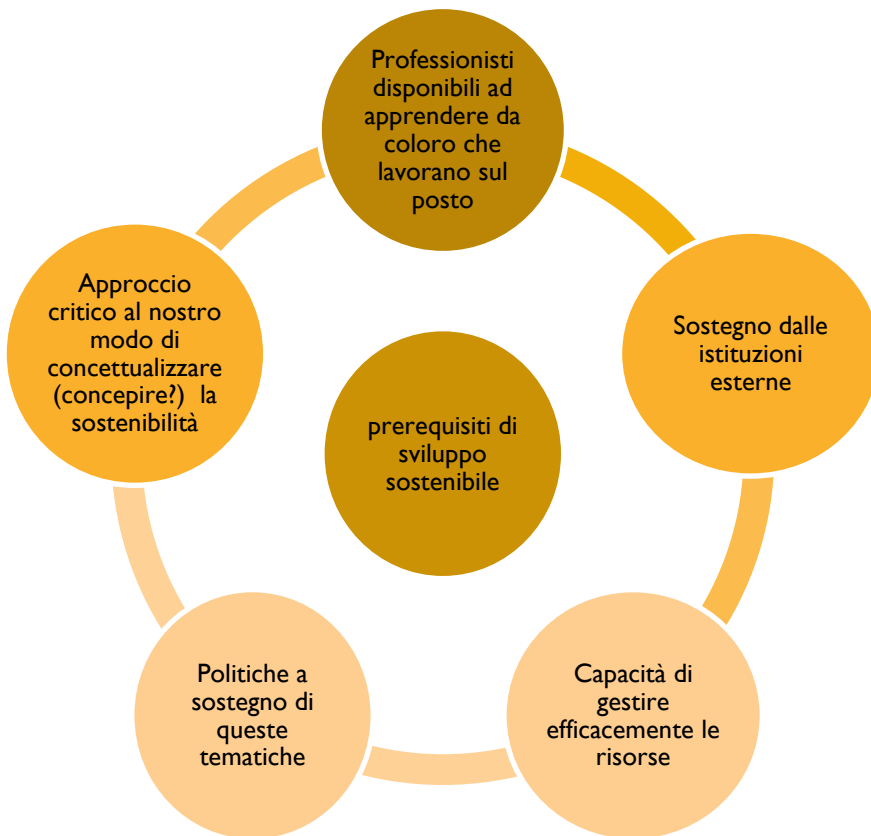 Professionisti
disponibili ad
apprendere da
coloro che
lavorano sul
posto
Sostegno dalle
istituzioni
esterne
Capacità di
gestire
efficacemente le
risorse
Politiche a
sostegno di
queste
tematiche
Approccio
critico al nostro
modo di
concettualizzare
(concepire?) la
sostenibilità
prerequisiti di
sviluppo
sostenibile